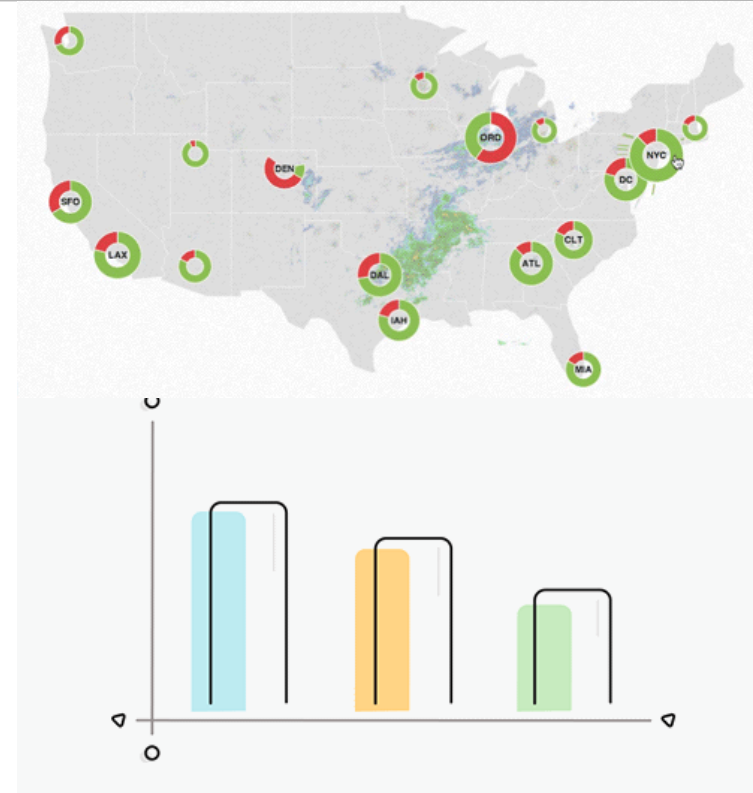 ORD
NYC
DEN
DC
SFO
CLT
LAX
ATL
DAL
IAH
MIA